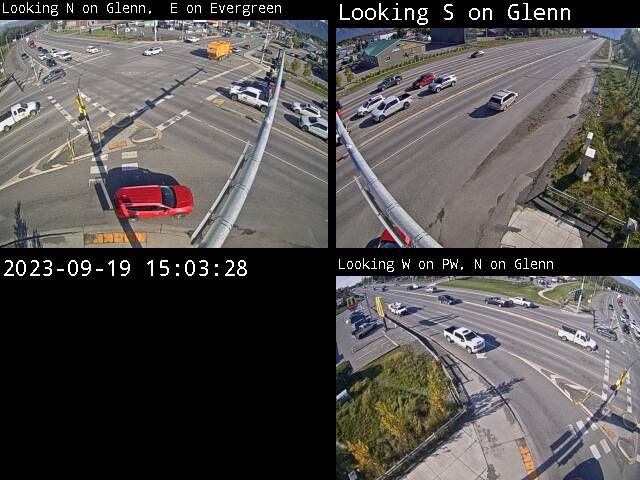 Looking N on Glenn,  E on Evergreen
Looking S on Glenn
2023-09-19 15:03:28
Looking W on PW, N on Glenn